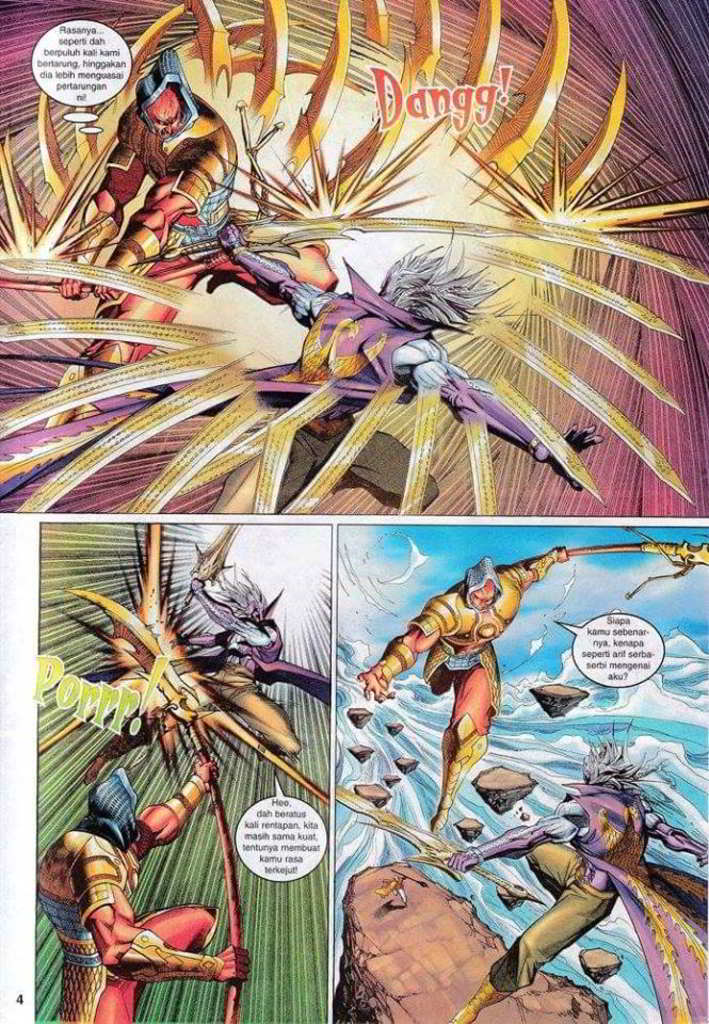 Rasanya...
seperti dah
berpuluh kali kami
bertarung, hinggakan
dia lebih menguasai
pertarungan
ni!
Dangg!
Porrr!
Hee,
dah beratus
kali rentapan, kita
masih sama kuat,
tentunya membuat
kamu rasa
terkejut!
Siapa
kamu sebenar-
nya, kenapa
seperti arif serba-
serbi mengenai
aku?
4